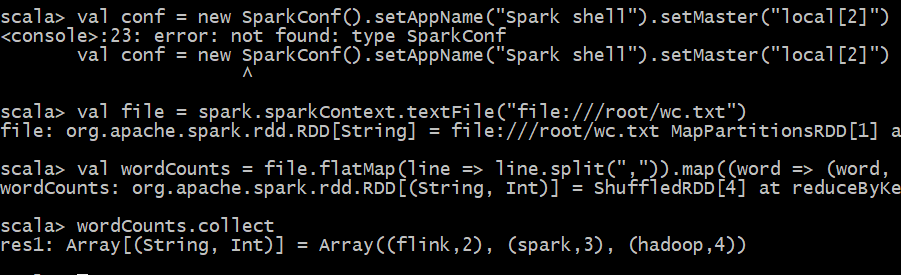 scala> val conf = new SparkConf().setAppName("Spark shell").setMaster("local[2]")
<console>:23: error: not found: type SparkConf
       val conf = new SparkConf().setAppName("Spark shell").setMaster("local[2]")
                      ^
scala> val file = spark.sparkContext.textFile("file:///root/wc.txt")
file: org.apache.spark.rdd.RDD[String] = file:///root/wc.txt MapPartitionsRDD[1] a
scala> val wordCounts = file.flatMap(line => line.split(",")).map((word => (word,
wordCounts: org.apache.spark.rdd.RDD[(String, Int)] = ShuffledRDD[4] at reduceByKe
scala> wordCounts.collect
res1: Array[(String, Int)] = Array((flink,2), (spark,3), (hadoop,4))